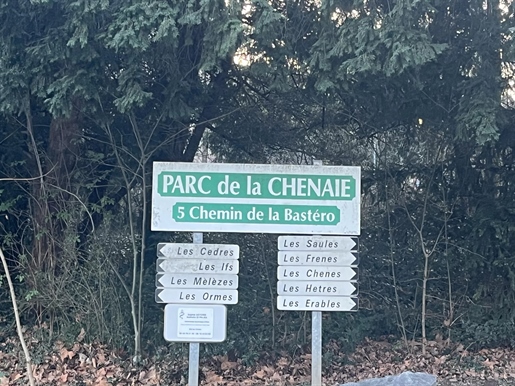 PARC de la CHENAIE
5 Chemin de la Bastéro
Les Cedres
Les Ifs
Les Mélèzes
Les Ormes
Les Saules
Les Frenes
Les Chenes
Les Hetres
Les Erables